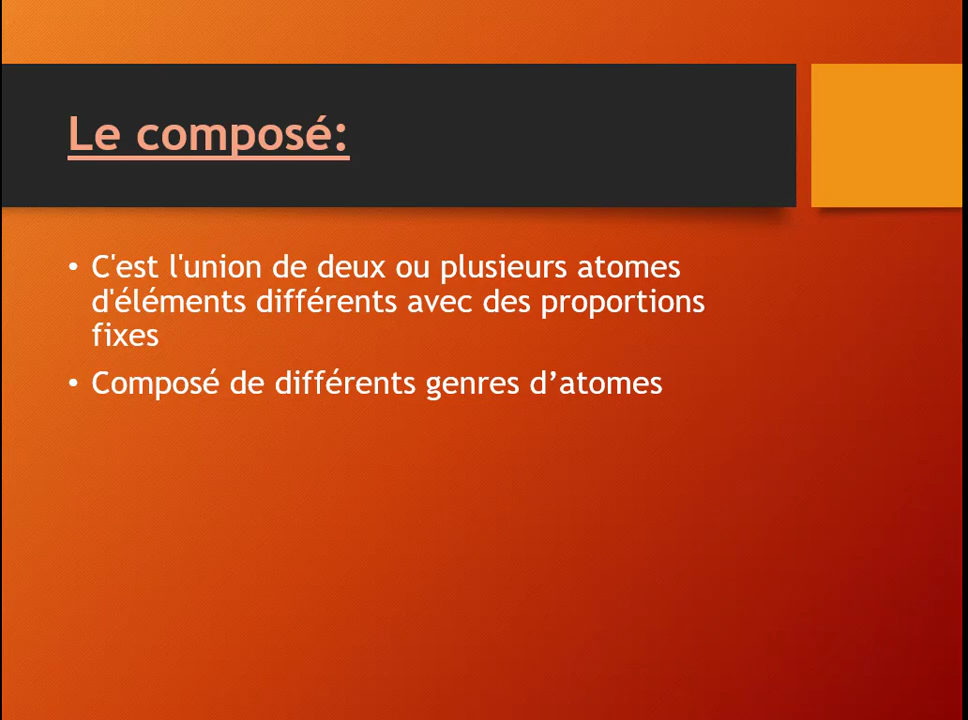 Le composé:
• C'est l'union de deux ou plusieurs atomes
d'éléments différents avec des proportions
fixes
• Composé de différents genres d’atomes